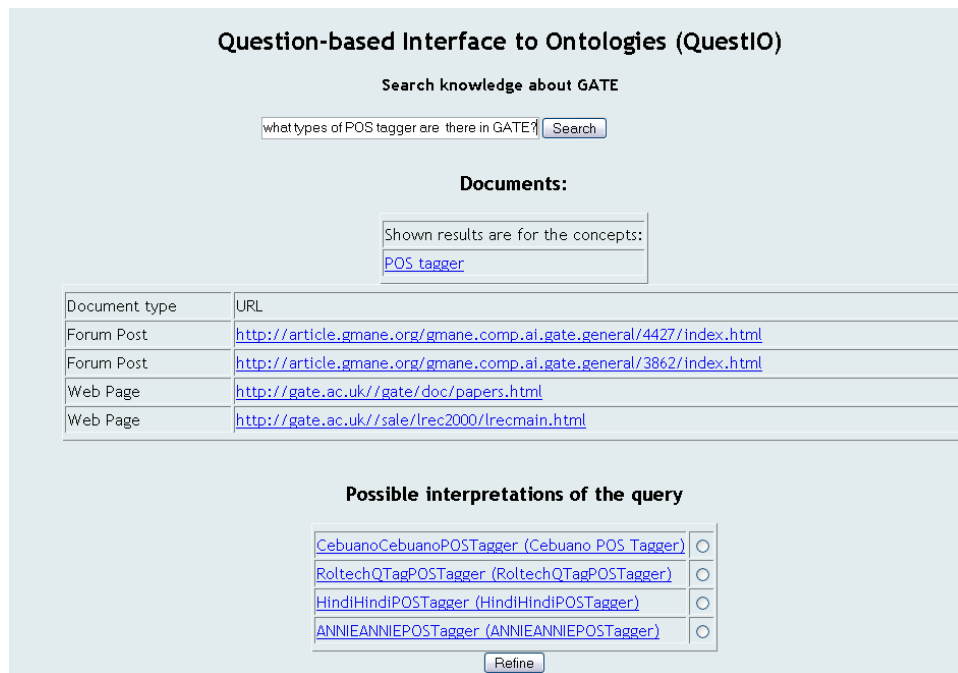 Question-based Interface to Ontologies (QuestIO)
Search knowledge about GATE
what types of POS tagger are there in GATE? Search
Documents:
Shown results are for the concepts:
POS tagger
Document type URL
Forum Post http://article.gmane.org/gmane.comp.ai.gate.general/4427/index.html
Forum Post http://article.gmane.org/gmane.comp.ai.gate.general/3862/index.html
Web Page http://gate.ac.uk//gate/doc/papers.html
Web Page http://gate.ac.uk//sale/lrec2000/lrecmain.html
Possible interpretations of the query
CebuanoCebuanoPOSTagger (Cebuano POS Tagger)
RoltechQTagPOSTagger (RoltechQTagPOSTagger)
HindiHindiPOSTagger (HindiHindiPOSTagger)
ANNIEANNIEPOSTagger (ANNIEANNIEPOSTagger)
Refine